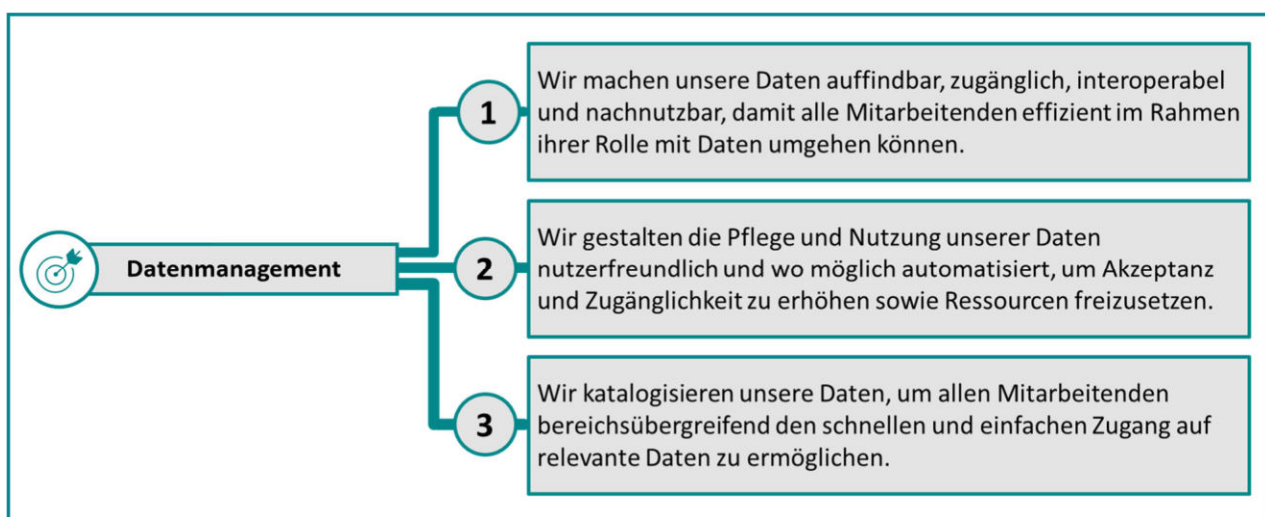 Datenmanagement
1
Wir machen unsere Daten auffindbar, zugänglich, interoperabel
und nachnutzbar, damit alle Mitarbeitenden effizient im Rahmen
ihrer Rolle mit Daten umgehen können.
2
Wir gestalten die Pflege und Nutzung unserer Daten
nutzerfreundlich und wo möglich automatisiert, um Akzeptanz
und Zugänglichkeit zu erhöhen sowie Ressourcen freizusetzen.
3
Wir katalogisieren unsere Daten, um allen Mitarbeitenden
bereichsübergreifend den schnellen und einfachen Zugang auf
relevante Daten zu ermöglichen.